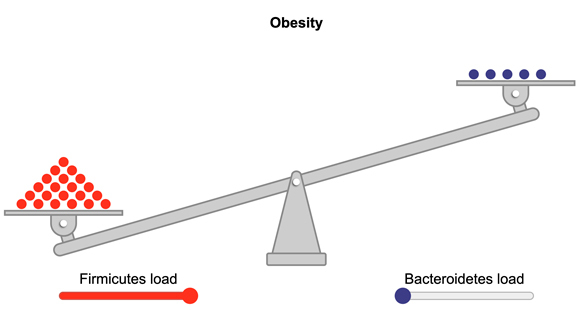 Obesity
Firmicutes load
Bacteroidetes load